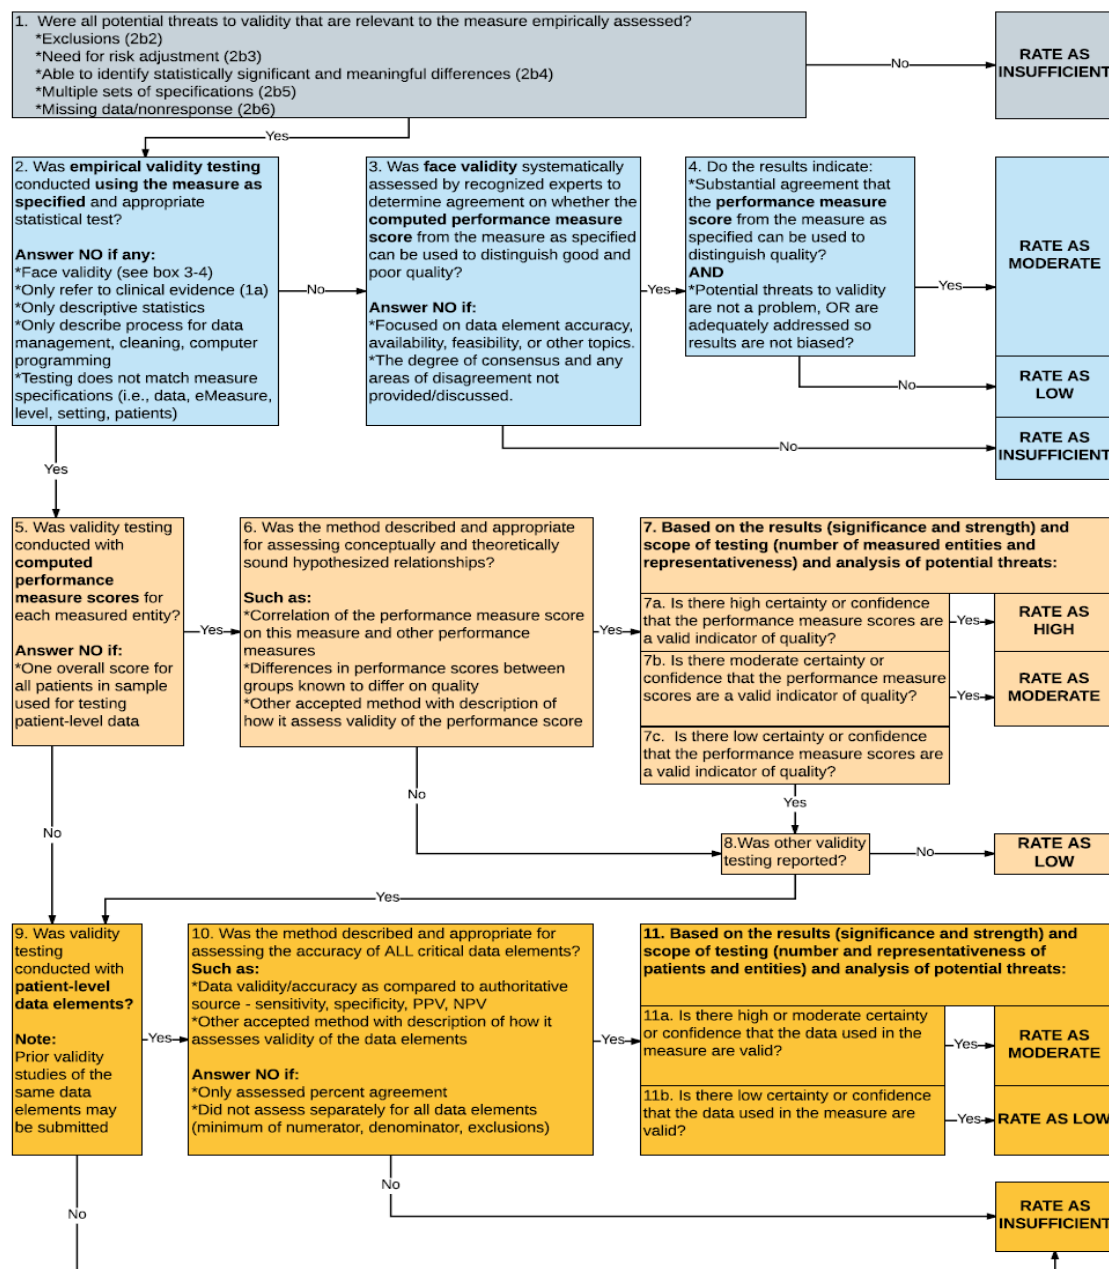 1. Were all potential threats to validity that are relevant to the measure empirically assessed?
*Exclusions (2b2)
*Need for risk adjustment (2b3)
*Able to identify statistically significant and meaningful differences (2b4)
*Multiple sets of specifications (2b5)
*Missing data/nonresponse (2b6)
No
RATE AS
INSUFFICIENT
Yes
2. Was empirical validity testing
conducted using the measure as
specified and appropriate
statistical test?
Answer NO if any:
*Face validity (see box 3-4)
*Only refer to clinical evidence (1a)
*Only descriptive statistics
*Only describe process for data
management, cleaning, computer
programming
*Testing does not match measure
specifications (i.e., data, eMeasure,
level, setting, patients)
No
3. Was face validity systematically
assessed by recognized experts to
determine agreement on whether the
computed performance measure
score from the measure as specified
can be used to distinguish good and
poor quality?
Answer NO if:
*Focused on data element accuracy,
availability, feasibility, or other topics.
*The degree of consensus and any
areas of disagreement not
provided/discussed.
Yes
4. Do the results indicate:
*Substantial agreement that
the performance measure
score from the measure as
specified can be used to
distinguish quality?
AND
*Potential threats to validity
are not a problem, OR are
adequately addressed so
results are not biased?
Yes
RATE AS
MODERATE
No
RATE AS
LOW
No
RATE AS
INSUFFICIENT
Yes
5. Was validity testing
conducted with
computed
performance
measure scores for
each measured entity?
Answer NO if:
*One overall score for
all patients in sample
used for testing
patient-level data
Yes
6. Was the method described and appropriate
for assessing conceptually and theoretically
sound hypothesized relationships?
Such as:
*Correlation of the performance measure score
on this measure and other performance
measures
*Differences in performance scores between
groups known to differ on quality
*Other accepted method with description of
how it assess validity of the performance score
Yes
7. Based on the results (significance and strength) and
scope of testing (number of measured entities and
representativeness) and analysis of potential threats:
7a. Is there high certainty or confidence
that the performance measure scores are
a valid indicator of quality?
Yes
RATE AS
HIGH
7b. Is there moderate certainty or
confidence that the performance measure
scores are a valid indicator of quality?
Yes
RATE AS
MODERATE
7c. Is there low certainty or confidence
that the performance measure scores are
a valid indicator of quality?
No
Yes
No
8.Was other validity
testing reported?
No
RATE AS
LOW
Yes
9. Was validity
testing
conducted with
patient-level
data elements?
Note:
Prior validity
studies of the
same data
elements may
be submitted
Yes
10. Was the method described and appropriate for
assessing the accuracy of ALL critical data elements?
Such as:
*Data validity/accuracy as compared to authoritative
source - sensitivity, specificity, PPV, NPV
*Other accepted method with description of how it
assesses validity of the data elements
Answer NO if:
*Only assessed percent agreement
*Did not assess separately for all data elements
(minimum of numerator, denominator, exclusions)
Yes
11. Based on the results (significance and strength) and
scope of testing (number and representativeness of
patients and entities) and analysis of potential threats:
11a. Is there high or moderate certainty
or confidence that the data used in the
measure are valid?
Yes
RATE AS
MODERATE
11b. Is there low certainty or confidence
that the data used in the measure are
valid?
Yes
RATE AS LOW
No
No
RATE AS
INSUFFICIENT